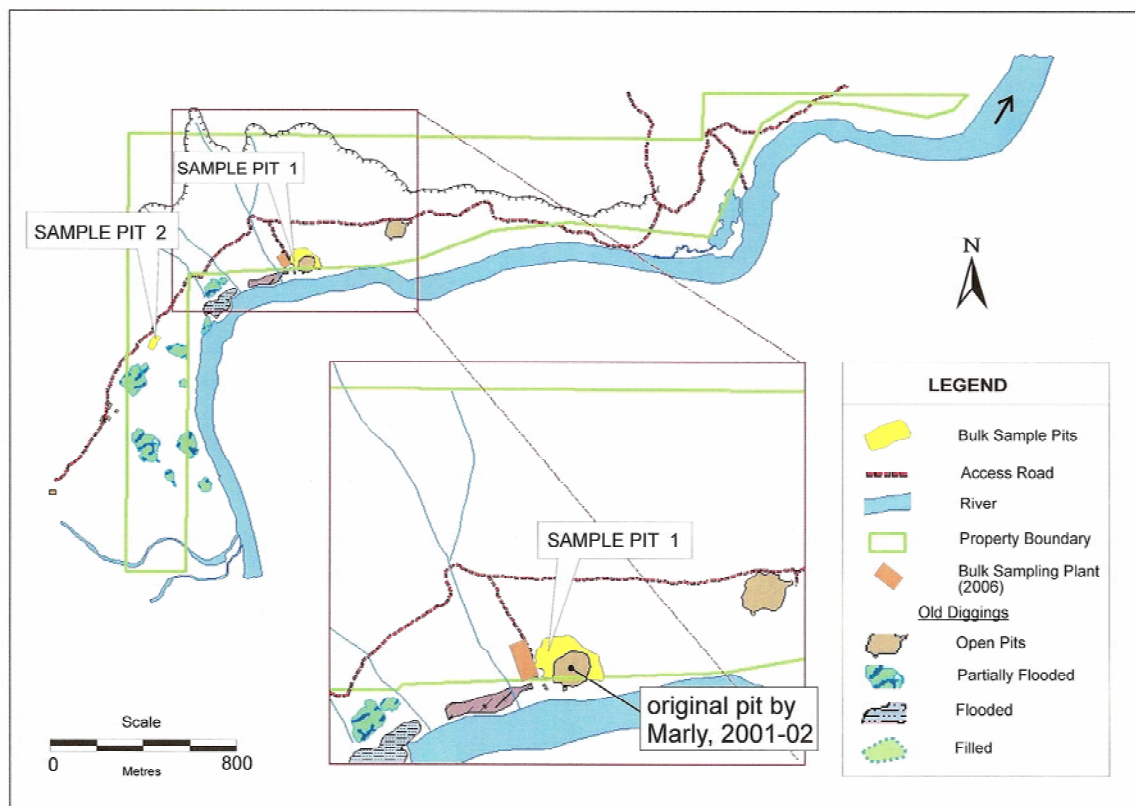 SAMPLE PIT 1
SAMPLE PIT 2
N
SAMPLE PIT 1
original pit by
Marly, 2001-02
Scale
0
800
Metres
LEGEND
Bulk Sample Pits
Access Road
River
Property Boundary
Bulk Sampling Plant
(2006)
Old Diggings
Open Pits
Partially Flooded
Flooded
Filled